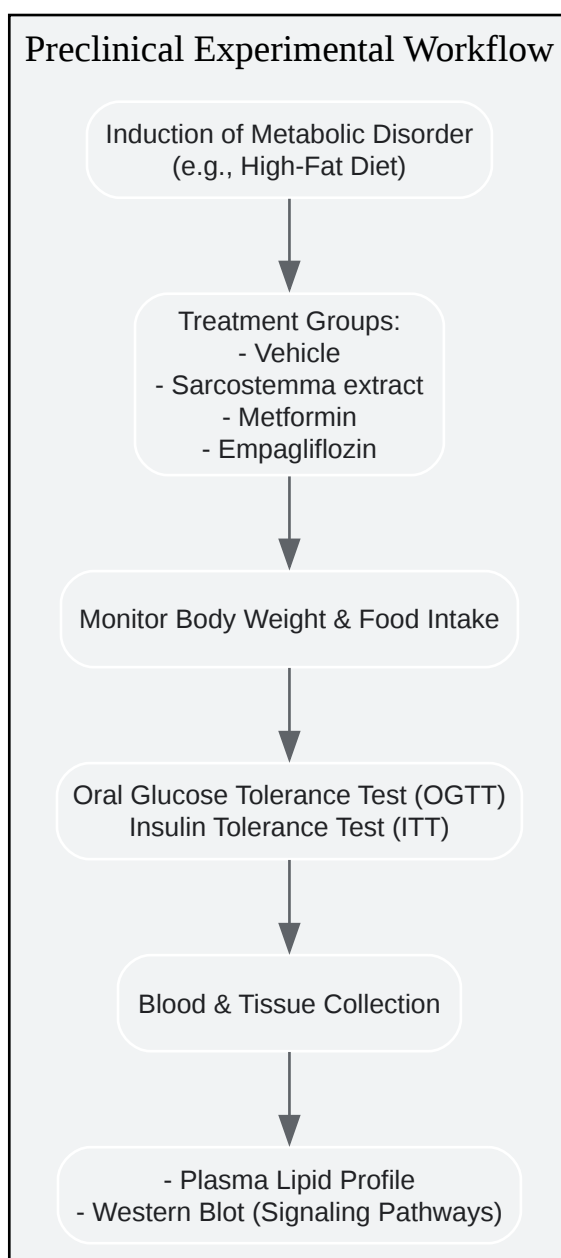 Preclinical Experimental Workflow
Induction of Metabolic Disorder
(e.g., High-Fat Diet)
Treatment Groups:
- Vehicle
- Sarcostemma extract
- Metformin
- Empagliflozin
Monitor Body Weight & Food Intake
Oral Glucose Tolerance Test (OGTT)
Insulin Tolerance Test (ITT)
Blood & Tissue Collection
- Plasma Lipid Profile
- Western Blot (Signaling Pathways)